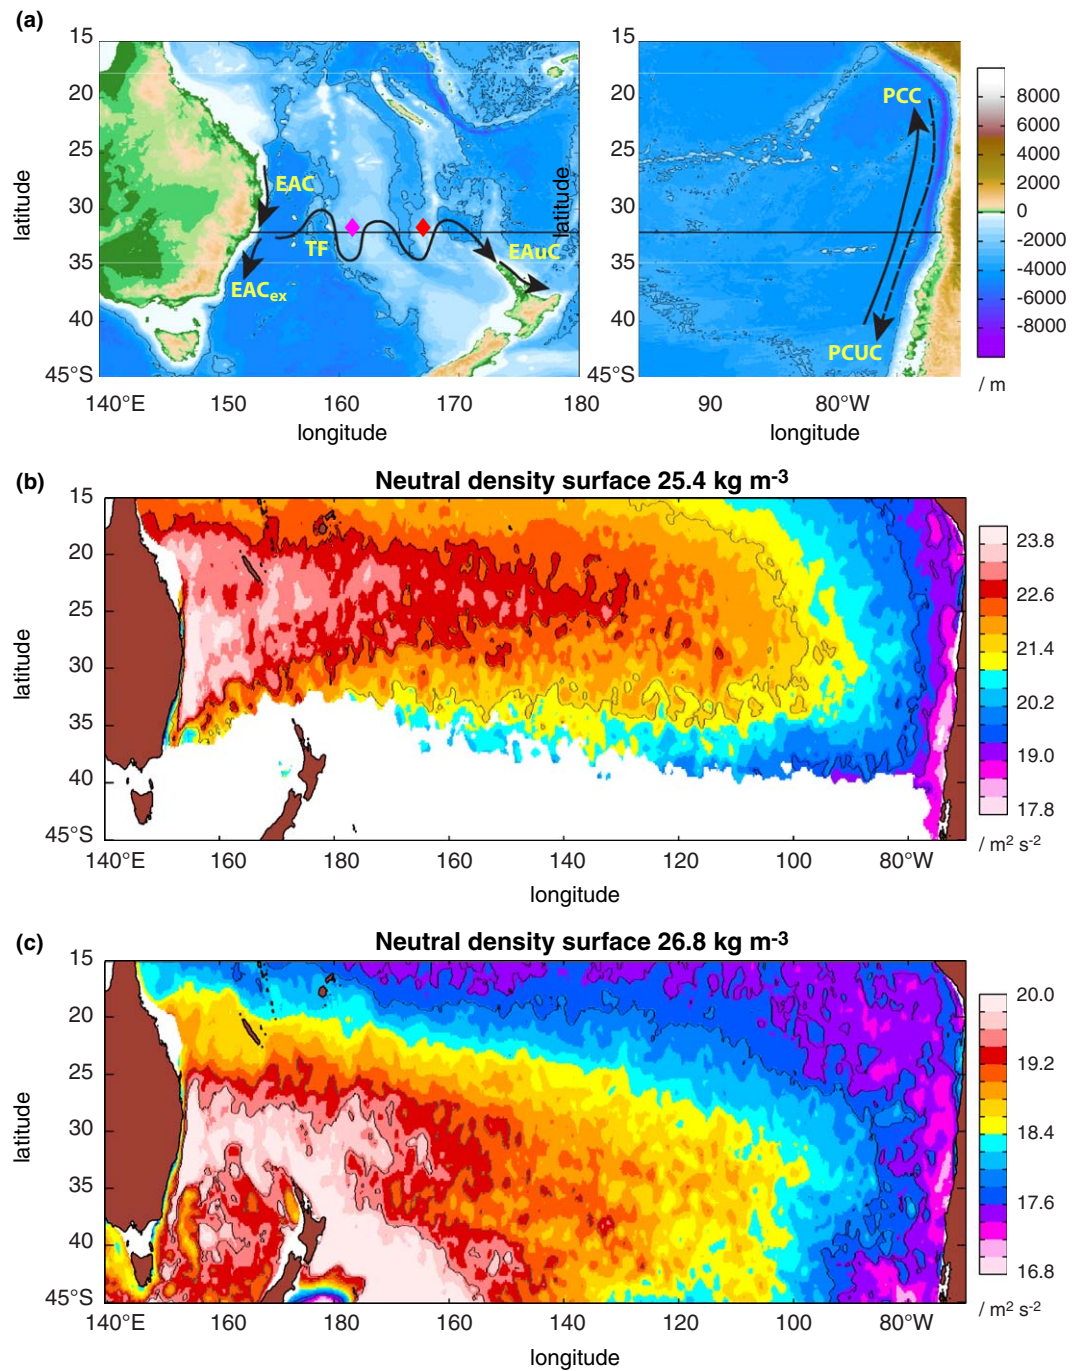 (a)
15
20
25
30
35
40
45°S
latitude
EAC
TF
EACex
EAuC
140°E 150 160 170 180
longitude
15
20
25
30
35
40
45°S
latitude
PCC
PCUC
90 80°W
longitude
8000
6000
4000
2000
0
-2000
-4000
-6000
-8000
/ m
(b)
Neutral density surface 25.4 kg m-3
15
20
25
30
35
40
45°S
latitude
140°E 160 180 160 140 120 100 80°W
longitude
23.8
22.6
21.4
20.2
19.0
17.8
/ m² s-2
(c)
Neutral density surface 26.8 kg m-3
15
20
25
30
35
40
45°S
latitude
140°E 160 180 160 140 120 100 80°W
longitude
20.0
19.2
18.4
17.6
16.8
/ m² s-2